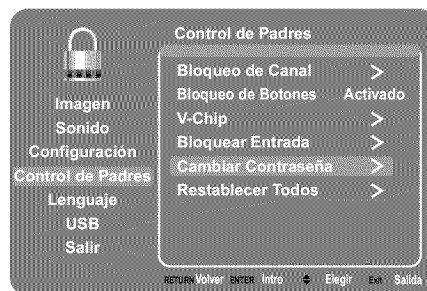 Imagen
Sonido
Configuración
Control de Padres
Lenguaje
USB
Salir
Control de Padres
Bloqueo de Canal >
Bloqueo de Botones Activado
V-Chip >
Bloquear Entrada >
Cambiar Contraseña >
Restablecer Todos >
RETURN Volver ENTER Intro Elegir Exit Salida